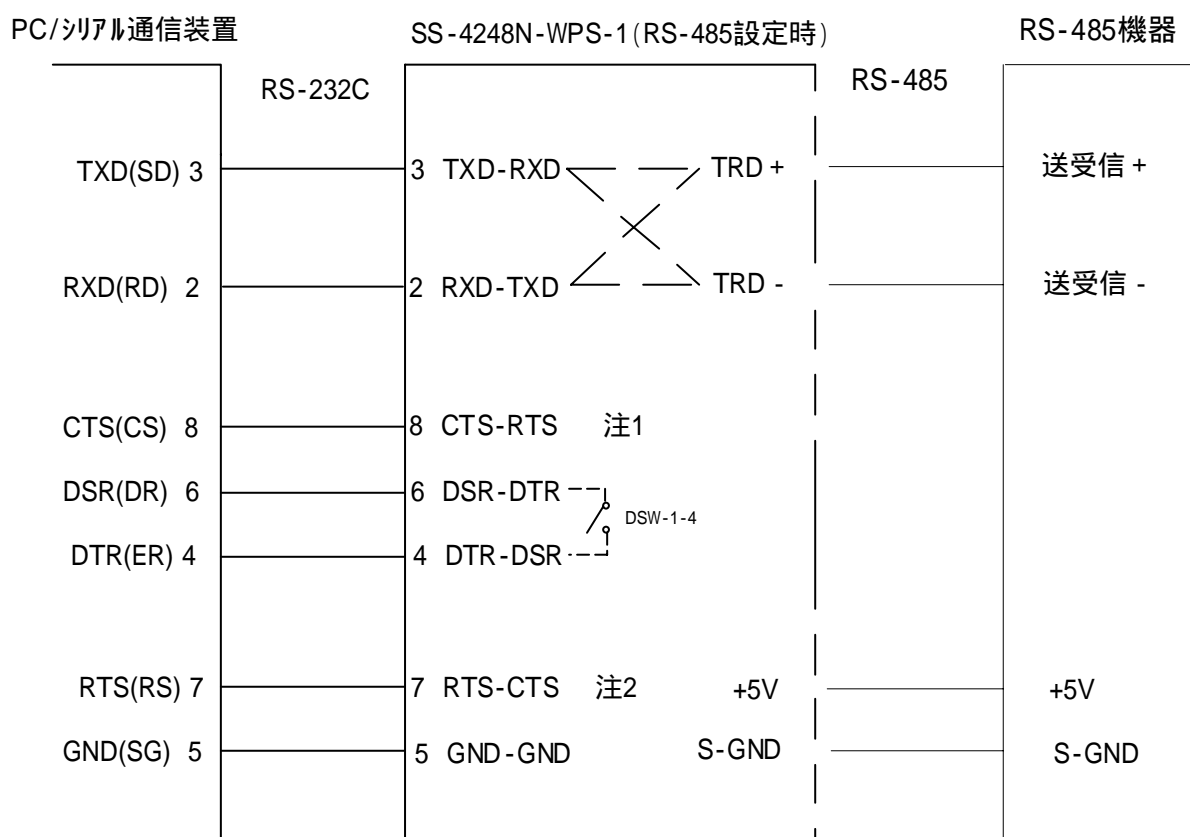 PC/ｼﾘｱﾙ通信装置 SS-4248N-WPS-1(RS-485設定時) RS-485機器
RS-232C RS-485
TXD(SD) 3 3 TXD-RXD TRD + 送受信 +
RXD(RD) 2 2 RXD-TXD TRD - 送受信 -
CTS(CS) 8 8 CTS-RTS 注1
DSR(DR) 6 6 DSR-DTR
DSW-1-4
DTR(ER) 4 4 DTR-DSR
RTS(RS) 7 7 RTS-CTS 注2 +5V +5V
GND(SG) 5 5 GND-GND S-GND S-GND